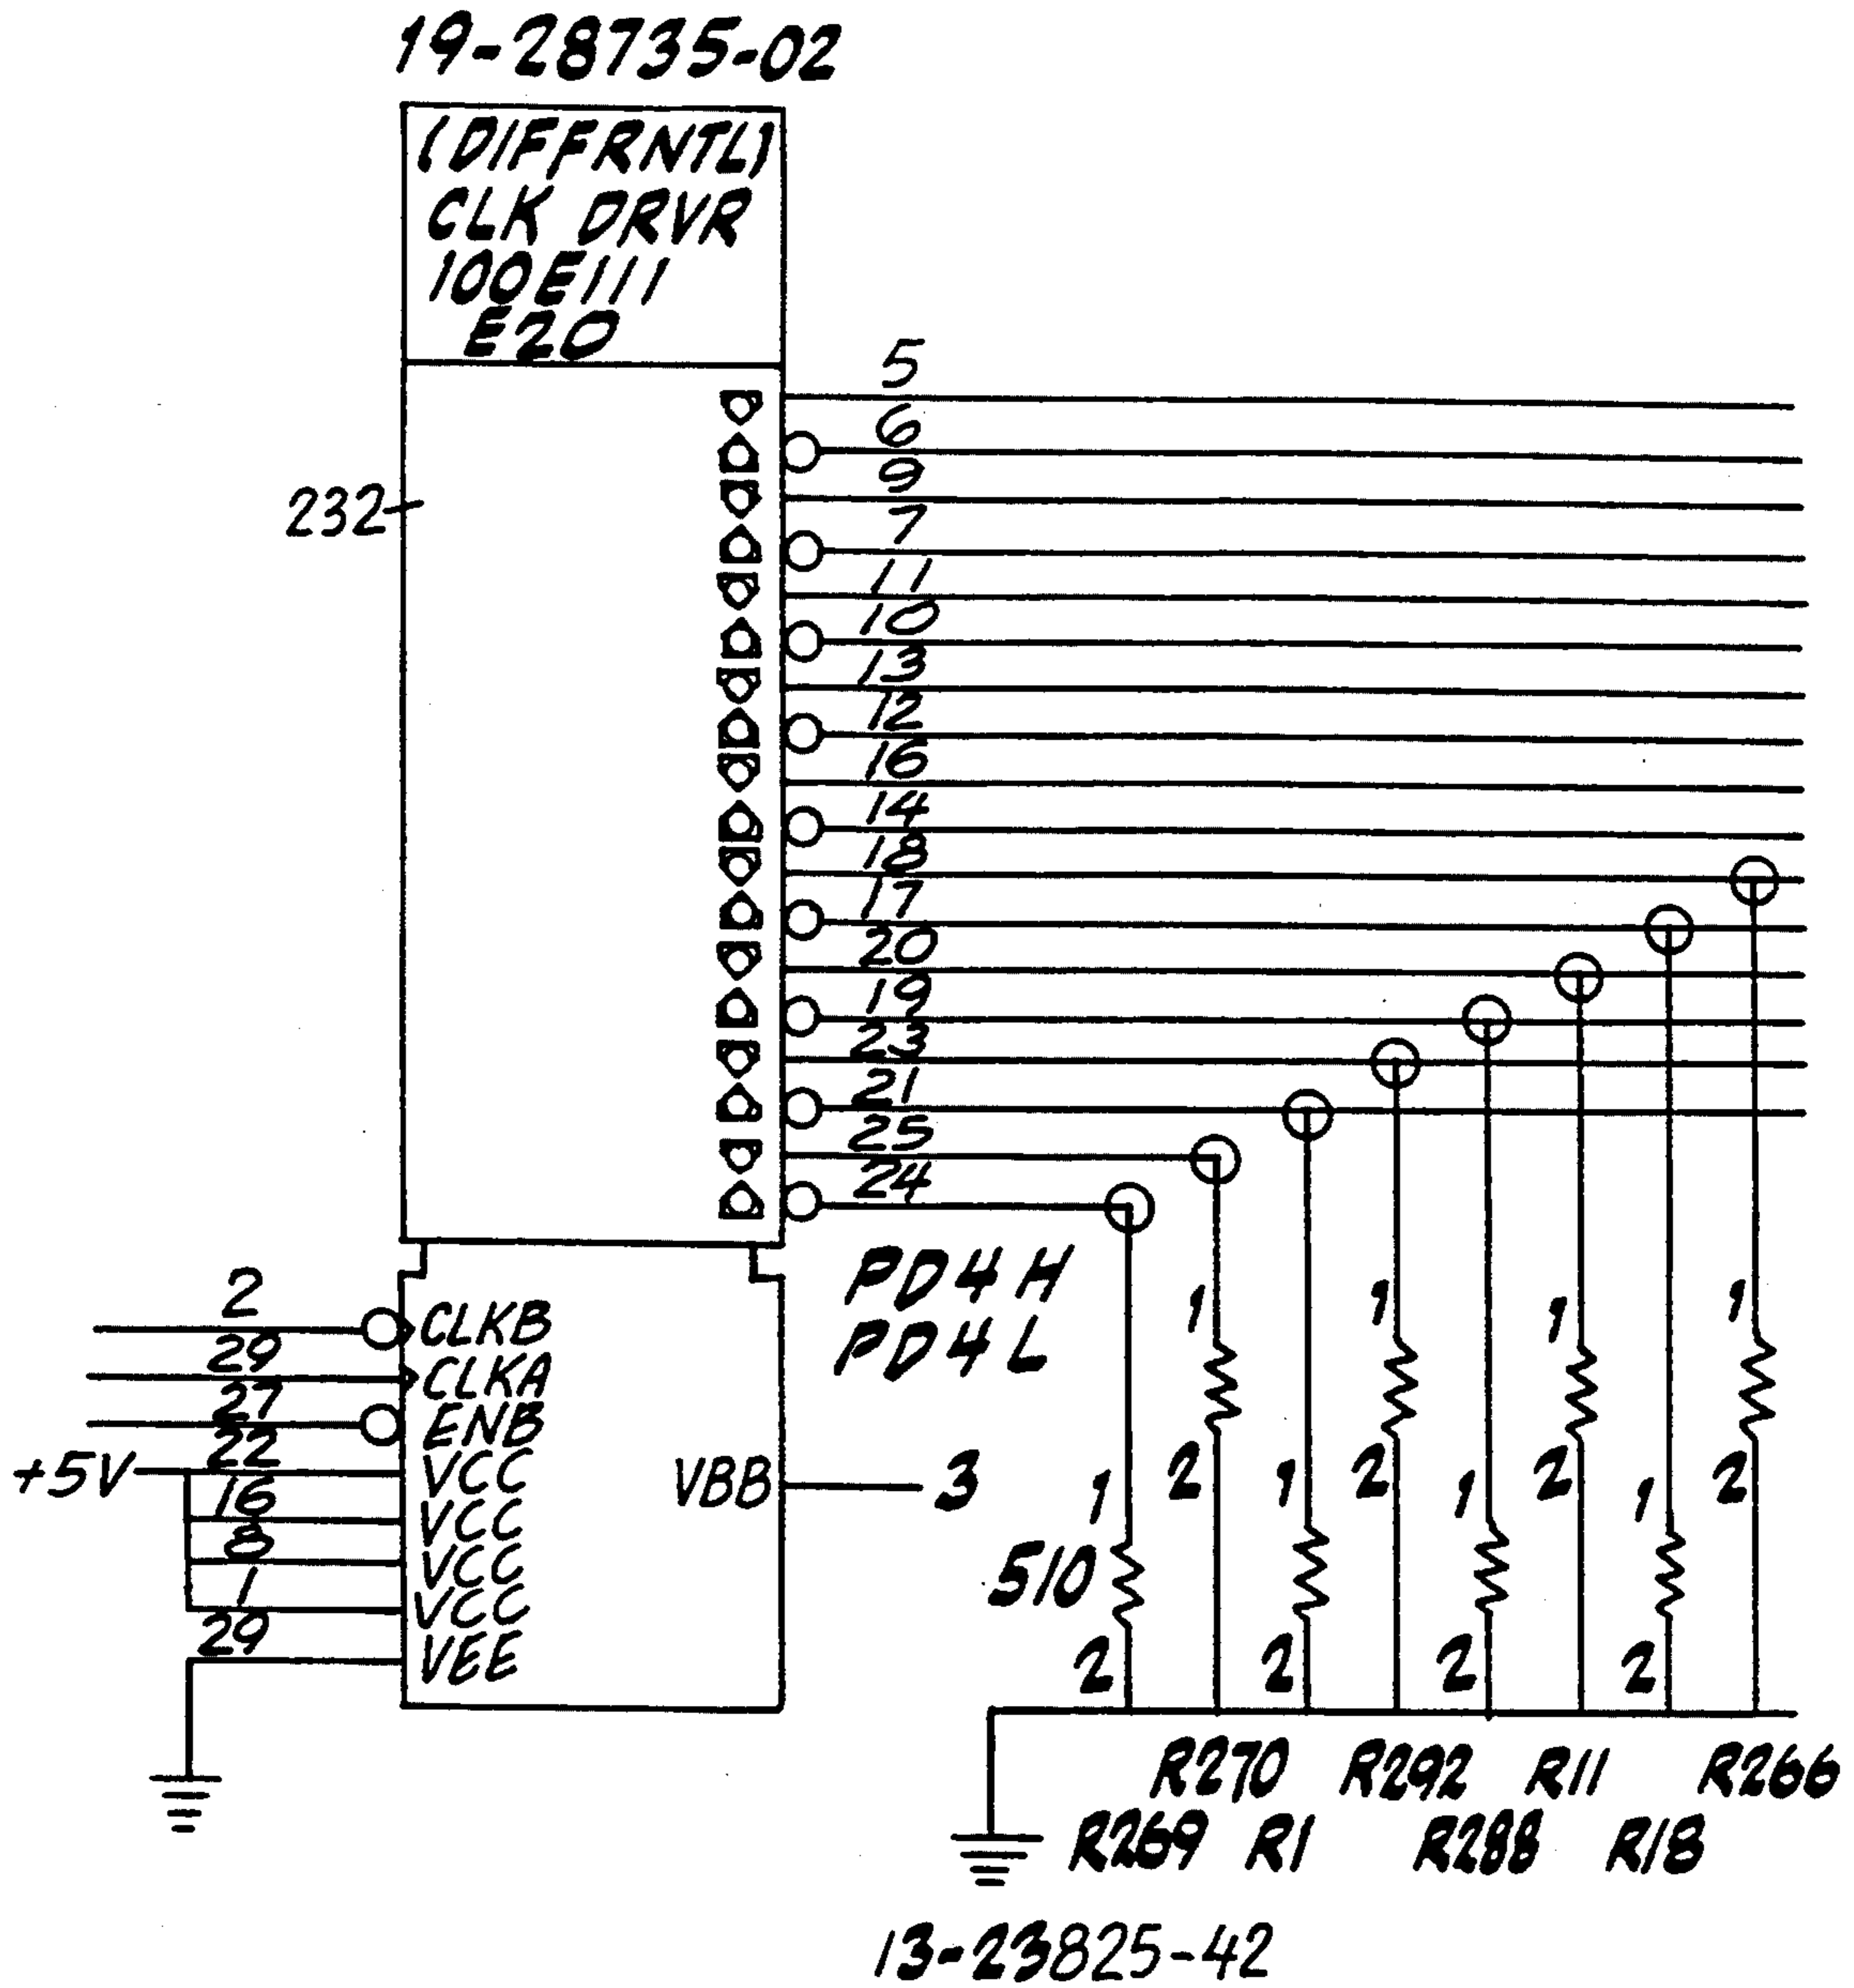 19-28735-02
(DIFFRNTL)
CLK DRVR
100E111
E20
5
6
9
232
7
11
10
13
12
16
14
18
17
20
19
23
21
25
24
PD4H
PD4L
2
CLKB
29
CLKA
27
ENB
22
+5V
VCC
16
VCC
8
VCC
1
VCC
29
VEE
VBB
3
1
1
1
1
2
2
2
2
1
1
1
1
510
2
2
2
2
R270
R292
R11
R266
R269
R1
R288
R18
13-23825-42